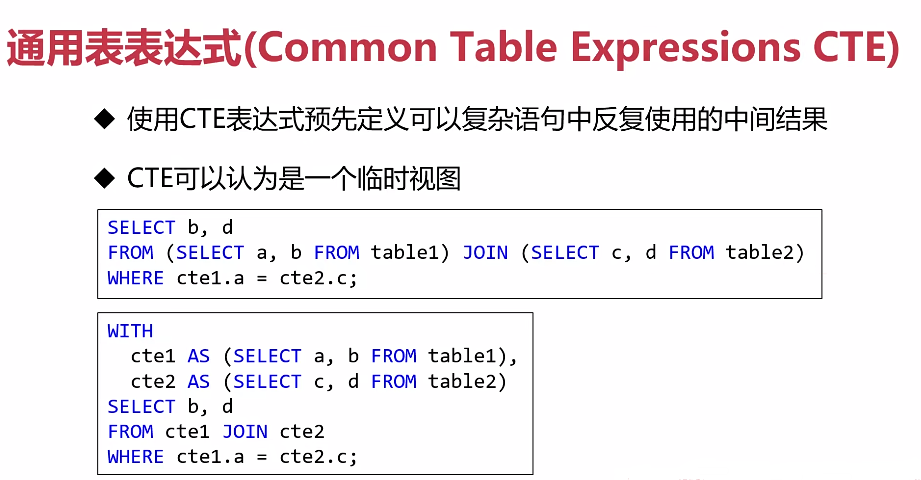 通用表表达式(Common Table Expressions CTE)
◆ 使用CTE表达式预先定义可以复杂语句中反复使用的中间结果
◆ CTE可以认为是一个临时视图
SELECT b, d
FROM (SELECT a, b FROM table1) JOIN (SELECT c, d FROM table2)
WHERE cte1.a = cte2.c;
WITH
  cte1 AS (SELECT a, b FROM table1),
  cte2 AS (SELECT c, d FROM table2)
SELECT b, d
FROM cte1 JOIN cte2
WHERE cte1.a = cte2.c;